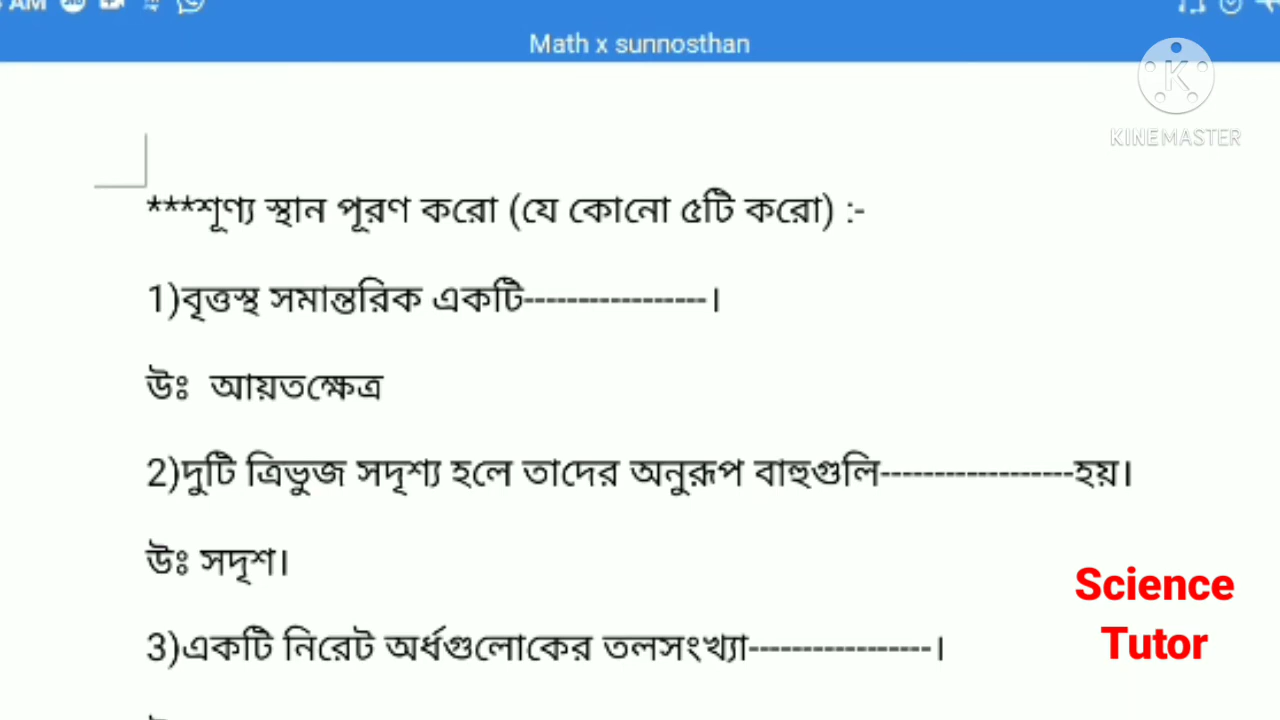 AM
Math x sunnosthan
KINEMASTER
***শূণ্য স্থান পূরণ করো (যে কোনো ৫টি করো) :-
1)বৃত্তস্থ সমান্তরিক একটি-----------------।
উঃ আয়তক্ষেত্র
2)দুটি ত্রিভুজ সদৃশ্য হলে তাদের অনুরূপ বাহুগুলি------------------হয়।
উঃ সদৃশ।
3)একটি নিরেট অর্ধগুলোকের তলসংখ্যা-----------------।
Science
Tutor